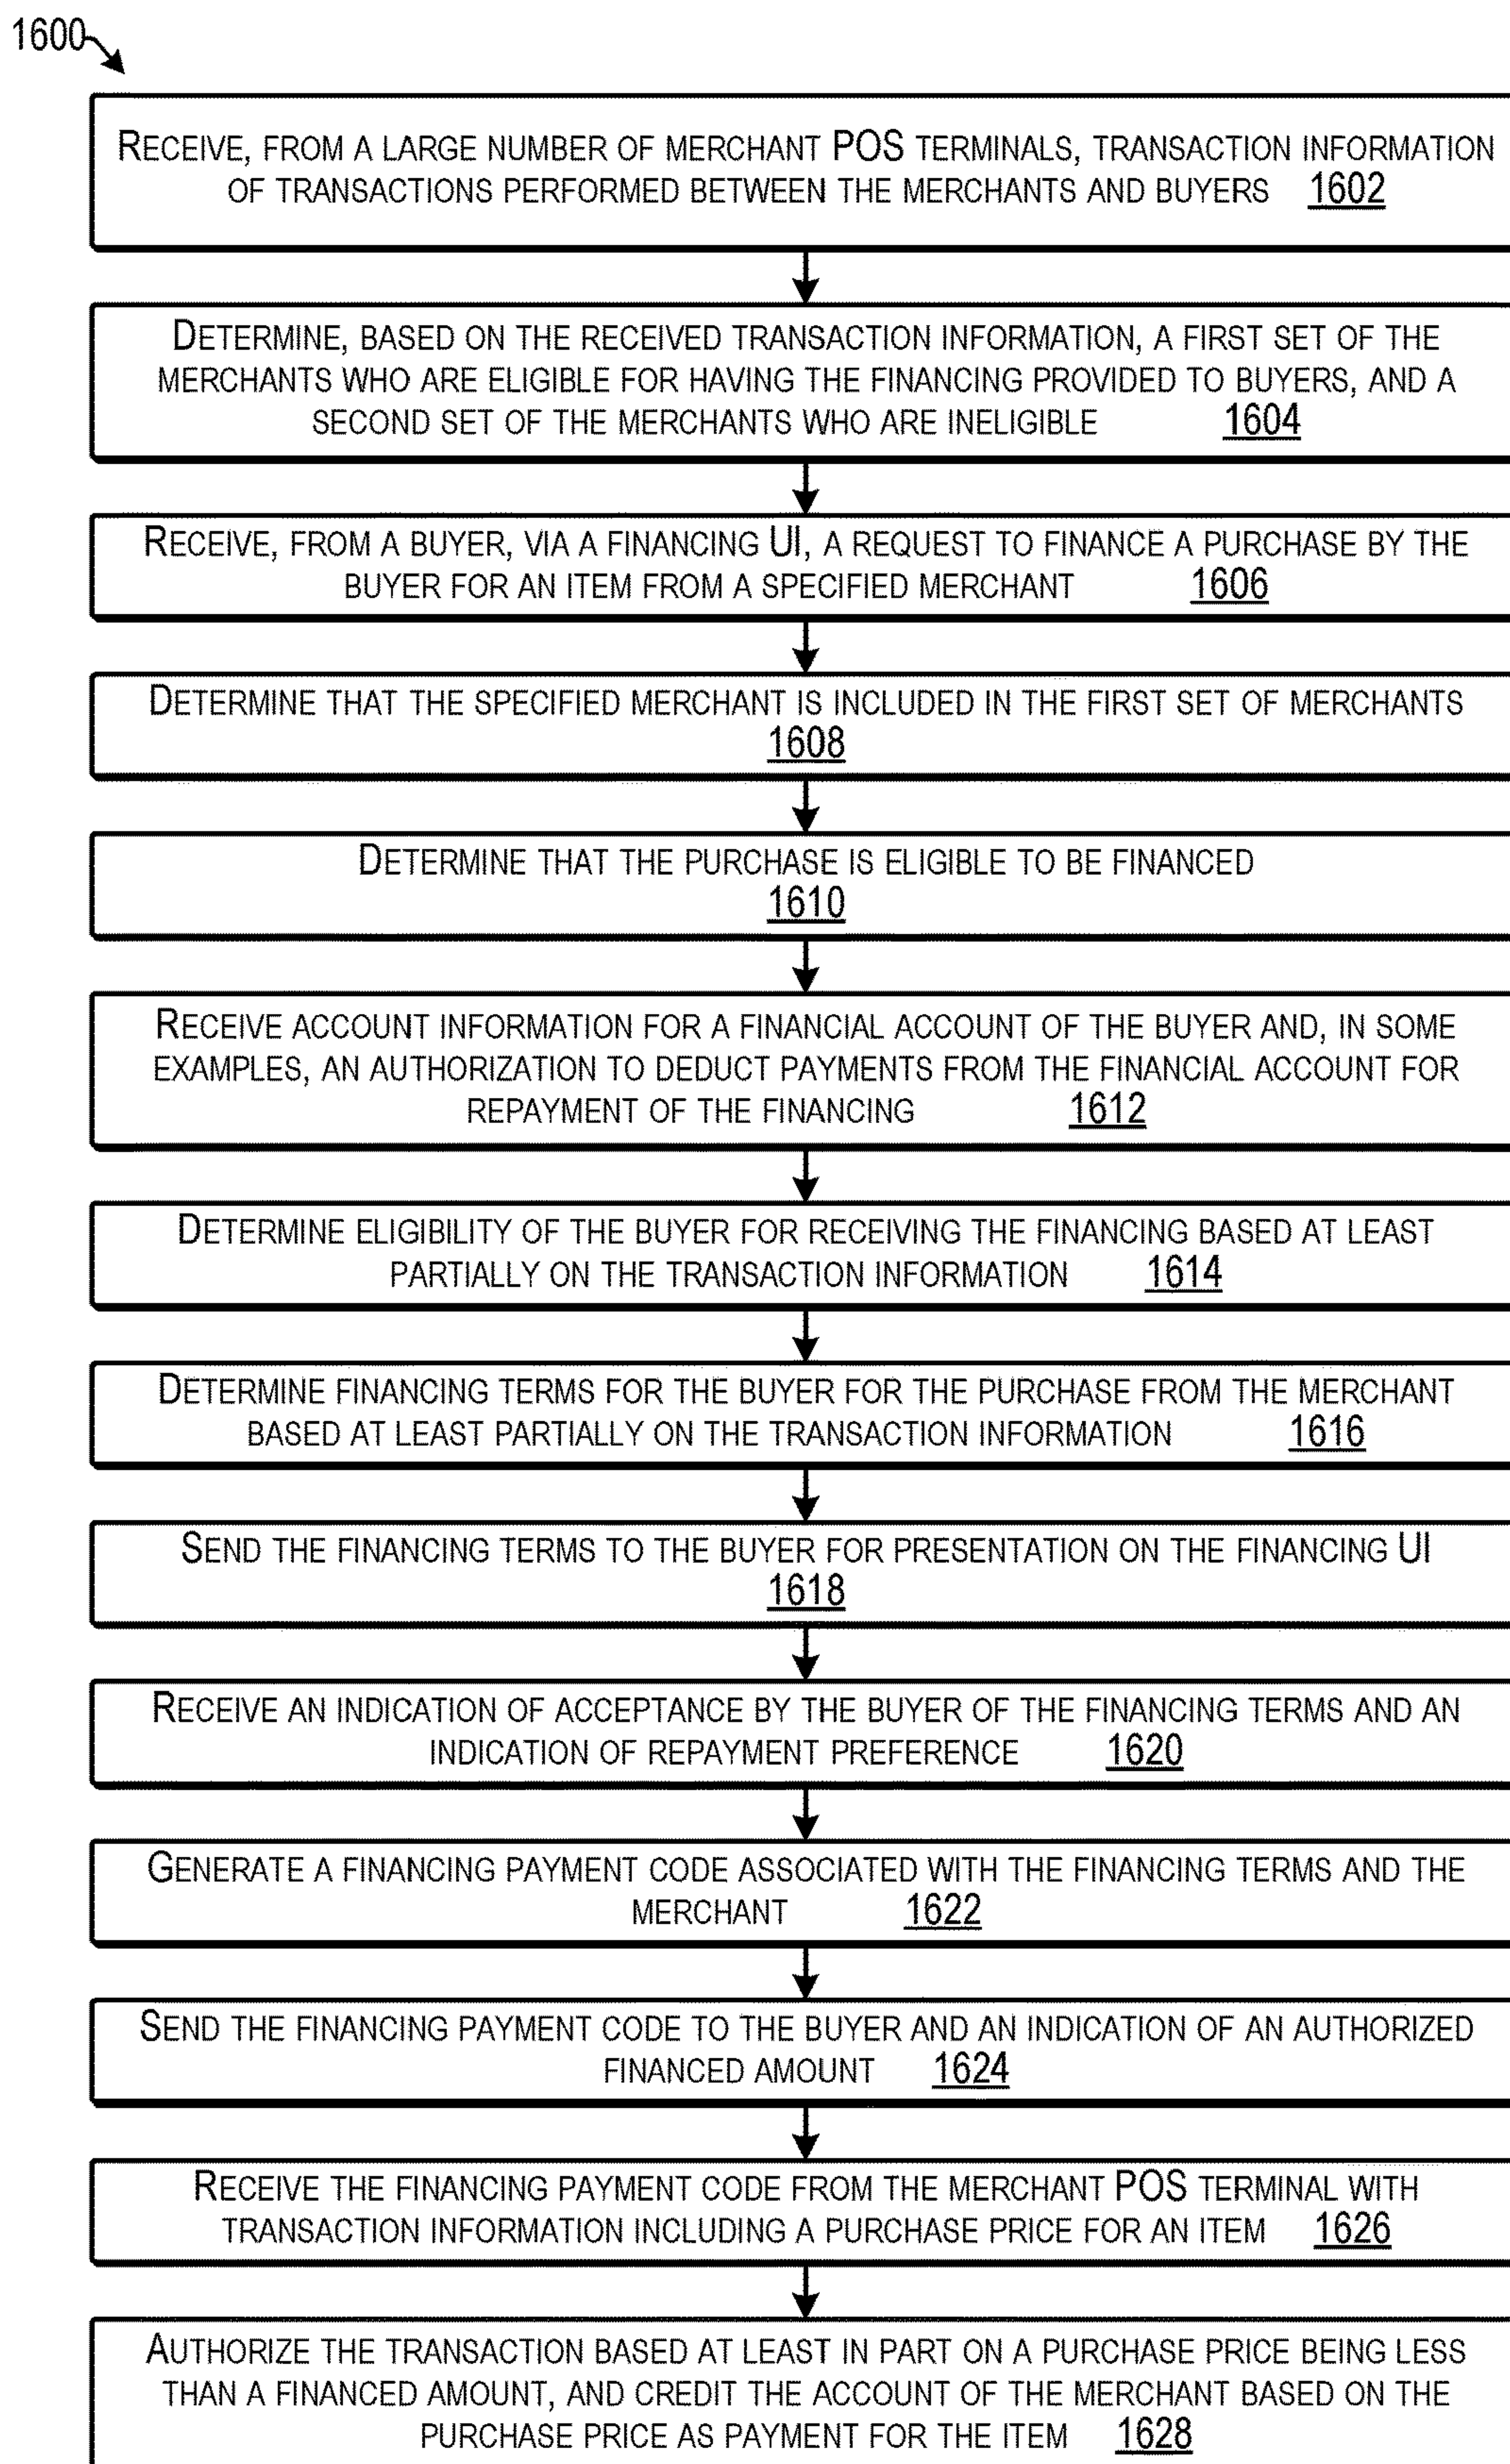 1600
RECEIVE, FROM A LARGE NUMBER OF MERCHANT POS TERMINALS, TRANSACTION INFORMATION
OF TRANSACTIONS PERFORMED BETWEEN THE MERCHANTS AND BUYERS 1602
DETERMINE, BASED ON THE RECEIVED TRANSACTION INFORMATION, A FIRST SET OF THE
MERCHANTS WHO ARE ELIGIBLE FOR HAVING THE FINANCING PROVIDED TO BUYERS, AND A
SECOND SET OF THE MERCHANTS WHO ARE INELIGIBLE 1604
RECEIVE, FROM A BUYER, VIA A FINANCING UI, A REQUEST TO FINANCE A PURCHASE BY THE
BUYER FOR AN ITEM FROM A SPECIFIED MERCHANT 1606
DETERMINE THAT THE SPECIFIED MERCHANT IS INCLUDED IN THE FIRST SET OF MERCHANTS
1608
DETERMINE THAT THE PURCHASE IS ELIGIBLE TO BE FINANCED
1610
RECEIVE ACCOUNT INFORMATION FOR A FINANCIAL ACCOUNT OF THE BUYER AND, IN SOME
EXAMPLES, AN AUTHORIZATION TO DEDUCT PAYMENTS FROM THE FINANCIAL ACCOUNT FOR
REPAYMENT OF THE FINANCING 1612
DETERMINE ELIGIBILITY OF THE BUYER FOR RECEIVING THE FINANCING BASED AT LEAST
PARTIALLY ON THE TRANSACTION INFORMATION 1614
DETERMINE FINANCING TERMS FOR THE BUYER FOR THE PURCHASE FROM THE MERCHANT
BASED AT LEAST PARTIALLY ON THE TRANSACTION INFORMATION 1616
SEND THE FINANCING TERMS TO THE BUYER FOR PRESENTATION ON THE FINANCING UI
1618
RECEIVE AN INDICATION OF ACCEPTANCE BY THE BUYER OF THE FINANCING TERMS AND AN
INDICATION OF REPAYMENT PREFERENCE 1620
GENERATE A FINANCING PAYMENT CODE ASSOCIATED WITH THE FINANCING TERMS AND THE
MERCHANT 1622
SEND THE FINANCING PAYMENT CODE TO THE BUYER AND AN INDICATION OF AN AUTHORIZED
FINANCED AMOUNT 1624
RECEIVE THE FINANCING PAYMENT CODE FROM THE MERCHANT POS TERMINAL WITH
TRANSACTION INFORMATION INCLUDING A PURCHASE PRICE FOR AN ITEM 1626
AUTHORIZE THE TRANSACTION BASED AT LEAST IN PART ON A PURCHASE PRICE BEING LESS
THAN A FINANCED AMOUNT, AND CREDIT THE ACCOUNT OF THE MERCHANT BASED ON THE
PURCHASE PRICE AS PAYMENT FOR THE ITEM 1628